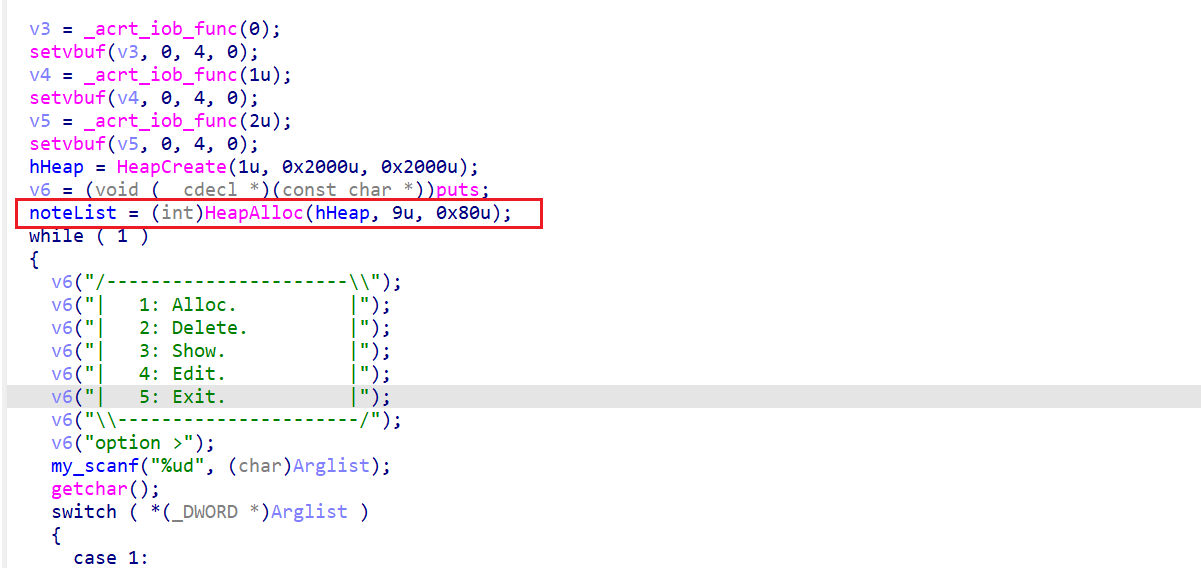 v3 = _acrt_iob_func(0);
setvbuf(v3, 0, 4, 0);
v4 = _acrt_iob_func(1u);
setvbuf(v4, 0, 4, 0);
v5 = _acrt_iob_func(2u);
setvbuf(v5, 0, 4, 0);
hHeap = HeapCreate(1u, 0x2000u, 0x2000u);
v6 = (void (__cdecl *)(const char *))puts;
noteList = (int)HeapAlloc(hHeap, 9u, 0x80u);
while ( 1 )
{
v6("/----------------------\\");
v6("|   1: Alloc.          |");
v6("|   2: Delete.         |");
v6("|   3: Show.           |");
v6("|   4: Edit.           |");
v6("|   5: Exit.           |");
v6("\\----------------------/");
v6("option >");
my_scanf("%ud", (char)Arglist);
getchar();
switch ( *(_DWORD *)Arglist )
{
case 1: